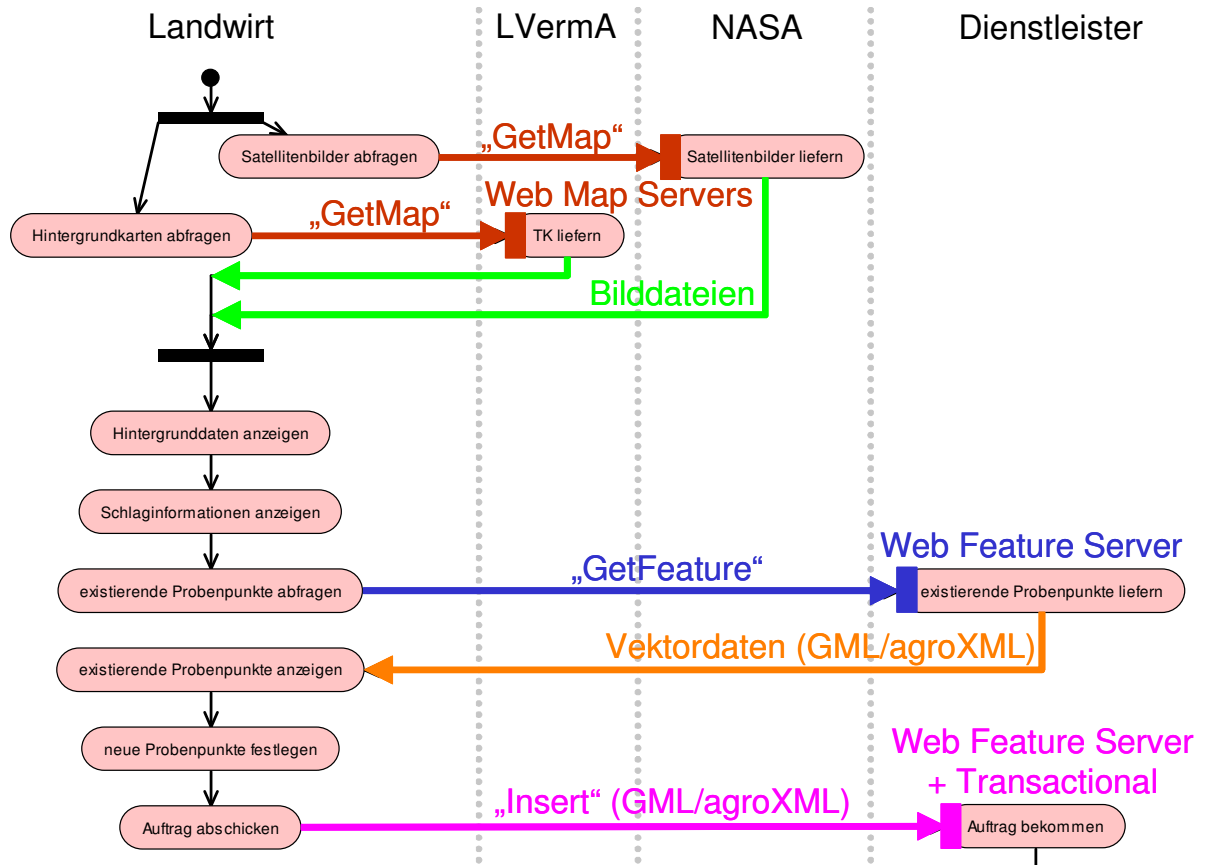 Landwirt
LVermA
NASA
Dienstleister
„GetMap“
Satellitenbilder abfragen
Satellitenbilder liefern
Web Map Servers
„GetMap“
Hintergrundkarten abfragen
TK liefern
Bilddateien
Hintergrunddaten anzeigen
Schlaginformationen anzeigen
Web Feature Server
„GetFeature“
existierende Probenpunkte abfragen
existierende Probenpunkte liefern
Vektordaten (GML/agroXML)
existierende Probenpunkte anzeigen
neue Probenpunkte festlegen
Web Feature Server
+ Transactional
„Insert“ (GML/agroXML)
Auftrag abschicken
Auftrag bekommen